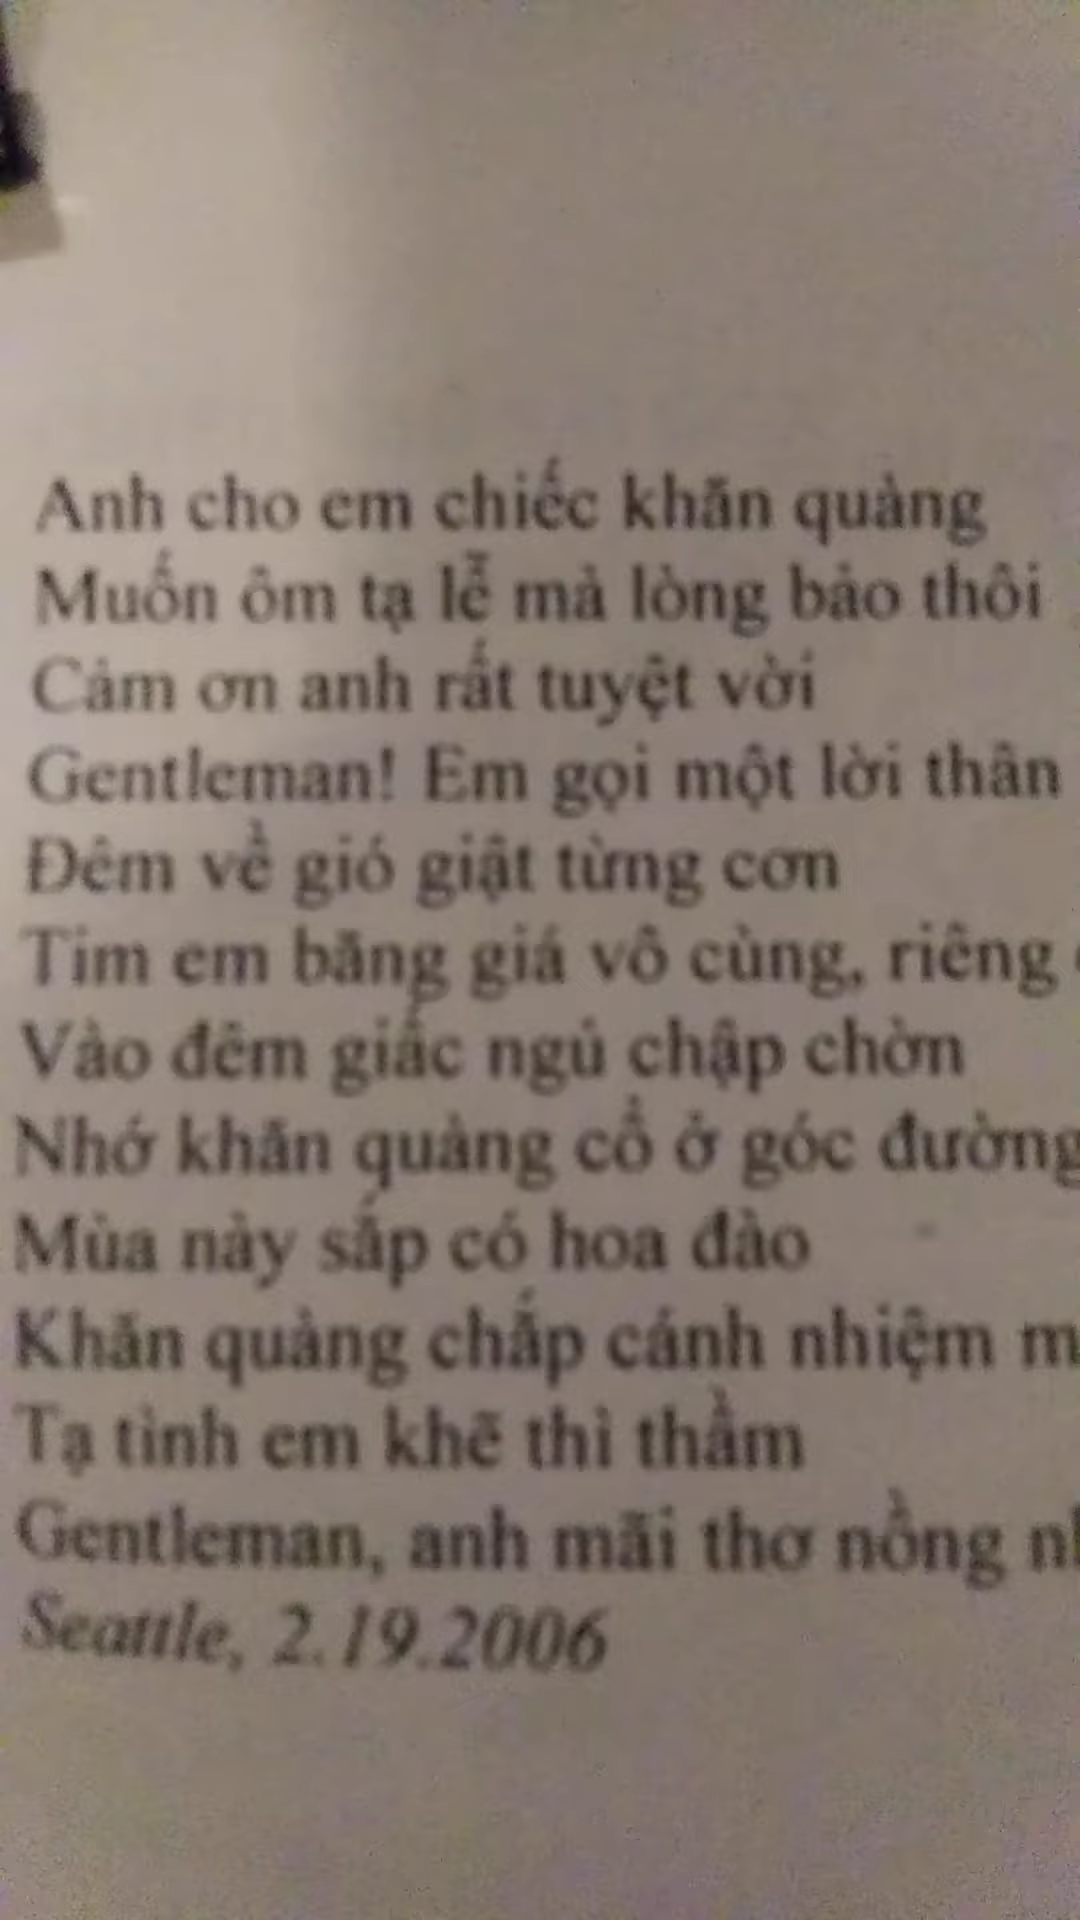 Anh cho em chiếc khăn quàng
Muốn ôm tạ lễ mà lòng bảo thôi
Cảm ơn anh rất tuyệt vời
Gentleman! Em gọi một lời thân
Đêm về gió giật từng cơn
Tim em băng giá vô cùng, riêng
Vào đêm giấc ngủ chập chờn
Nhớ khăn quàng cổ ở góc đường
Mùa này sắp có hoa đào
Khăn quàng chắp cánh nhiệm
Tạ tình em khẽ thì thầm
Gentleman, anh mãi thơ nồng
Seattle, 2.19.2006